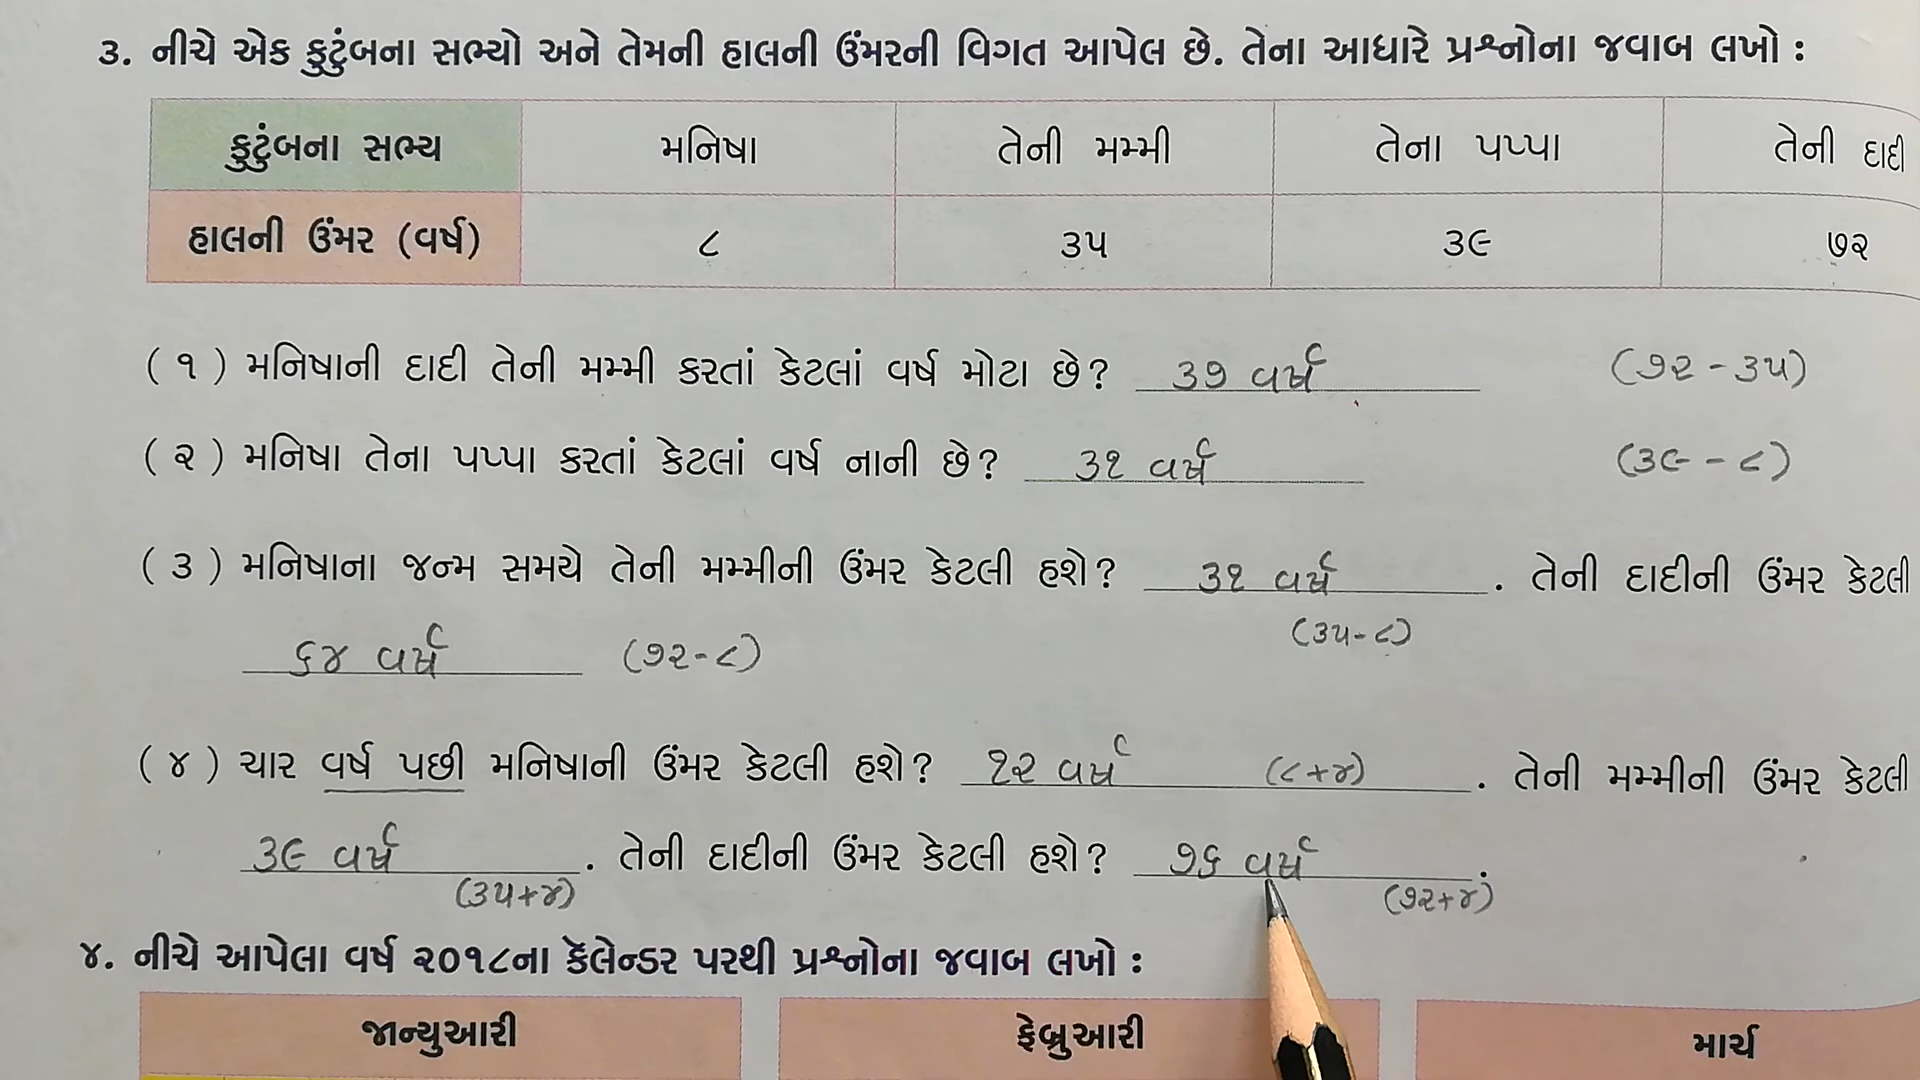 ૩. નીચે એક કુટુંબના સભ્યો અને તેમની હાલની ઉંમરની વિગત આપેલ છે. તેના આધારે પ્રશ્નોના જવાબ લખો :
કુટુંબના સભ્ય મનિષા તેની મમ્મી તેના પપ્પા તેની દાદી
હાલની ઉંમર (વર્ષ) ૮ ૩૫ ૩૯ ૭૨
(૧) મનિષાની દાદી તેની મમ્મી કરતાં કેટલાં વર્ષ મોટા છે? ૩૭ વર્ષ (૭૨ - ૩૫)
(૨) મનિષા તેના પપ્પા કરતાં કેટલાં વર્ષ નાની છે? ૩૧ વર્ષ (૩૯ - ૮)
(૩) મનિષાના જન્મ સમયે તેની મમ્મીની ઉંમર કેટલી હશે? ૩૧ વર્ષ . તેની દાદીની ઉંમર કેટલી
(૩૫-૮)
૬૪ વર્ષ (૭૨-૮)
(૪) ચાર વર્ષ પછી મનિષાની ઉંમર કેટલી હશે? ૧૨ વર્ષ (૮+૪) . તેની મમ્મીની ઉંમર કેટલી
૩૯ વર્ષ . તેની દાદીની ઉંમર કેટલી હશે? ૭૬ વર્ષ .
(૩૫+૪) (૭૨+૪)
૪. નીચે આપેલા વર્ષ ૨૦૧૮ના કૅલેન્ડર પરથી પ્રશ્નોના જવાબ લખો :
જાન્યુઆરી ફેબ્રુઆરી માર્ચ